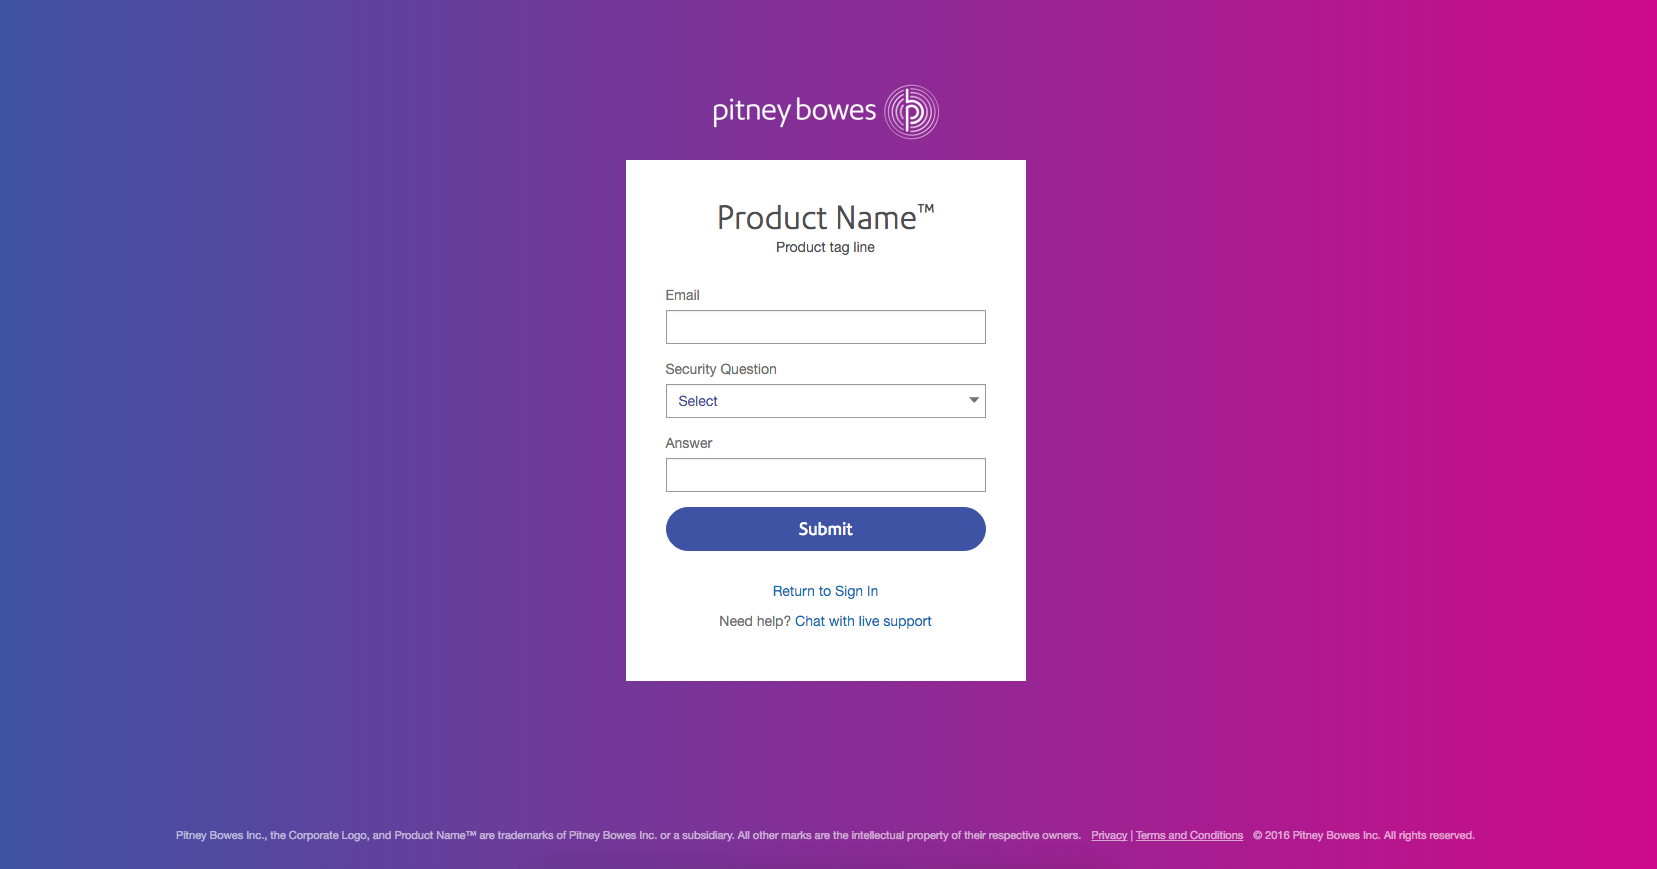 pitney bowes
Product Name™
Product tag line
Email
Security Question
Select
Answer
Submit
Return to Sign In
Need help? Chat with live support
Pitney Bowes Inc., the Corporate Logo, and Product Name™ are trademarks of Pitney Bowes Inc. or a subsidiary. All other marks are the intellectual property of their respective owners. Privacy | Terms and Conditions © 2016 Pitney Bowes Inc. All rights reserved.